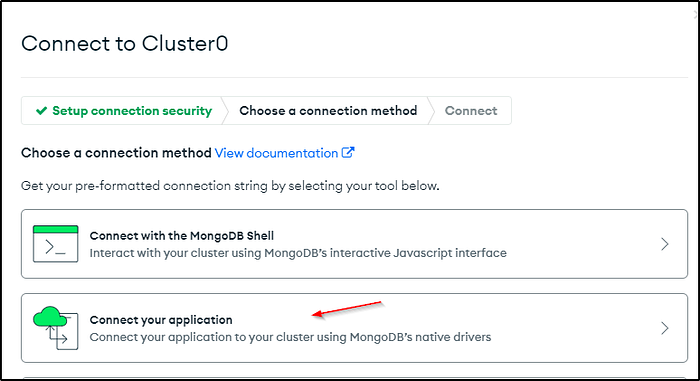 Connect to Cluster0
Setup connection security
Choose a connection method
Connect
Choose a connection method View documentation
Get your pre-formatted connection string by selecting your tool below.
Connect with the MongoDB Shell
Interact with your cluster using MongoDB's interactive Javascript interface
Connect your application
Connect your application to your cluster using MongoDB's native drivers